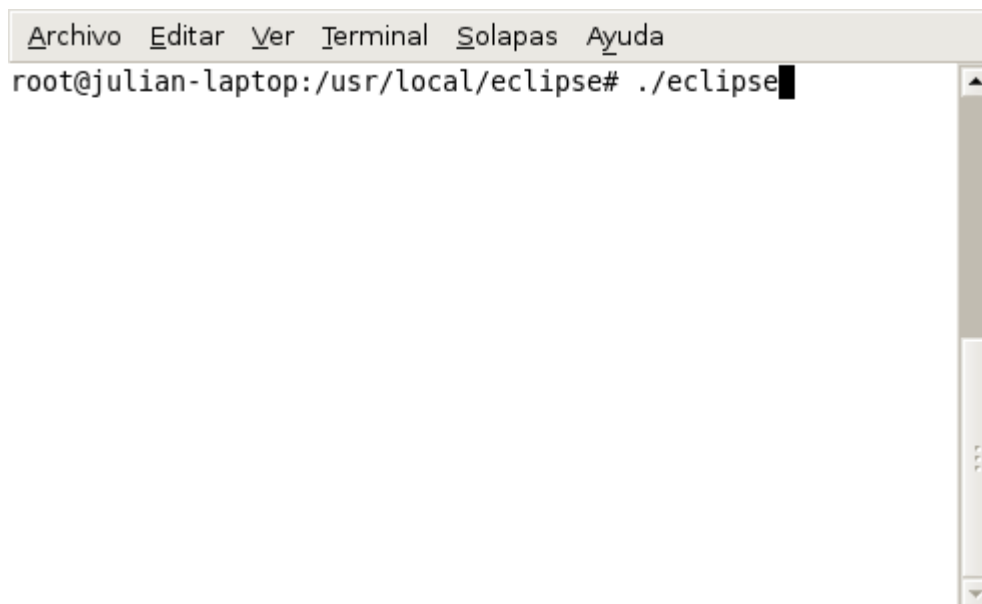 Archivo Editar Ver Terminal Solapas Ayuda
root@julian-laptop:/usr/local/eclipse# ./eclipse